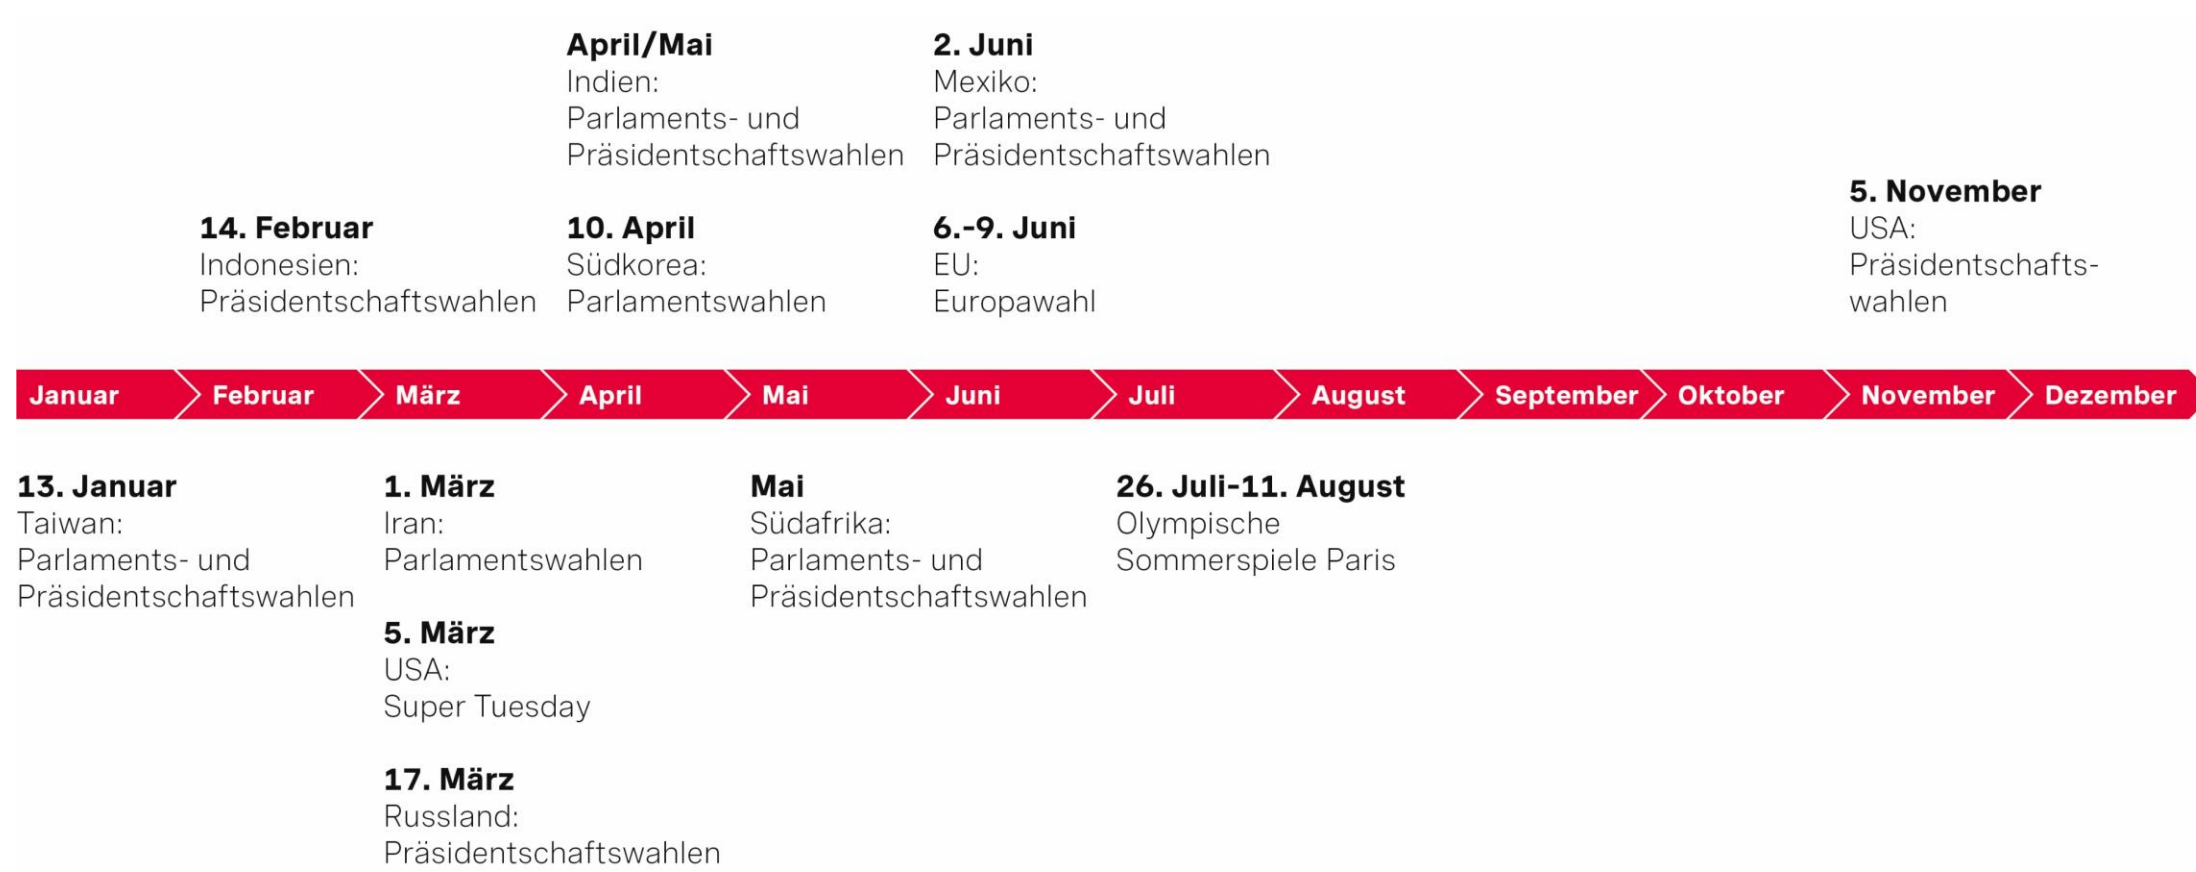 April/Mai
Indien:
Parlaments- und
Präsidentschaftswahlen
2. Juni
Mexiko:
Parlaments- und
Präsidentschaftswahlen
14. Februar
Indonesien:
Präsidentschaftswahlen
10. April
Südkorea:
Parlamentswahlen
6.-9. Juni
EU:
Europawahl
5. November
USA:
Präsidentschafts-
wahlen
Januar Februar März April Mai Juni Juli August September Oktober November Dezember
13. Januar
Taiwan:
Parlaments- und
Präsidentschaftswahlen
1. März
Iran:
Parlamentswahlen
5. März
USA:
Super Tuesday
17. März
Russland:
Präsidentschaftswahlen
Mai
Südafrika:
Parlaments- und
Präsidentschaftswahlen
26. Juli-11. August
Olympische
Sommerspiele Paris